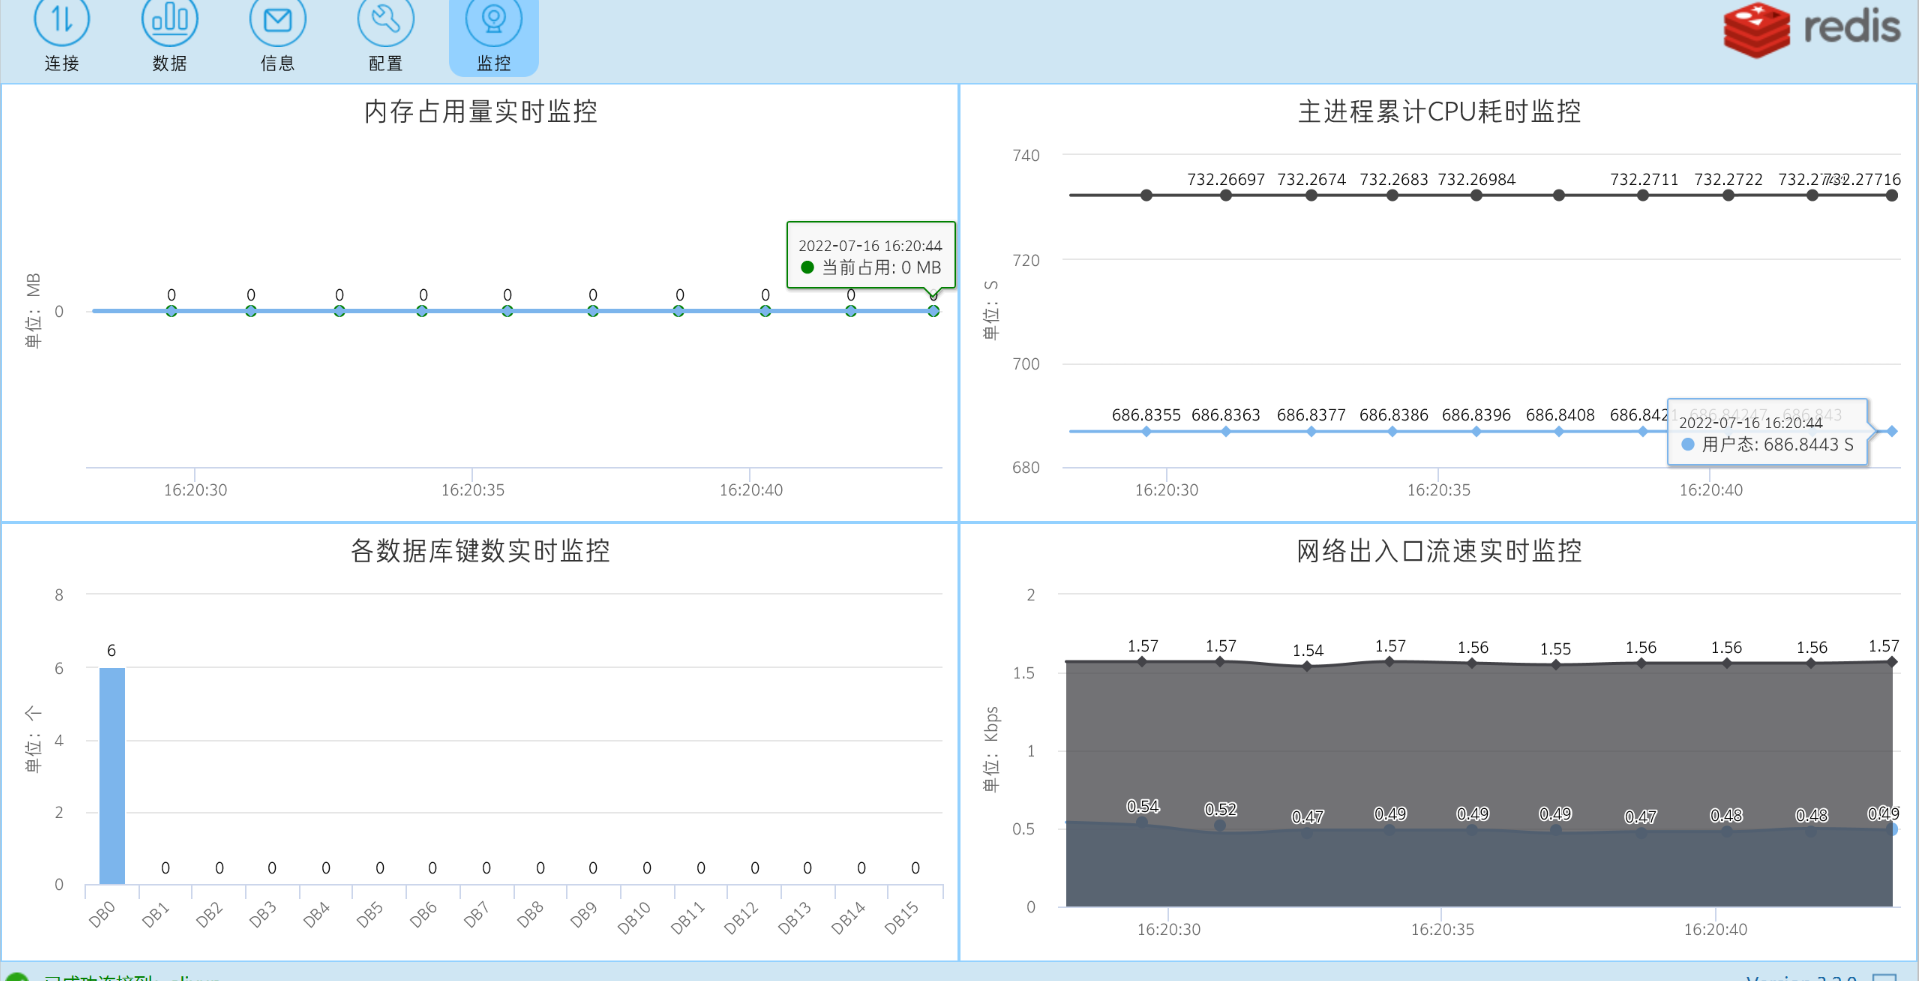 连接 数据 信息 配置 监控
redis
内存占用量实时监控
单位：MB
0
0 0 0 0 0 0 0 0 0
2022-07-16 16:20:44
当前占用: 0 MB
16:20:30 16:20:35 16:20:40
主进程累计CPU耗时监控
单位：S
740
720
700
680
732.26697 732.2674 732.2683 732.26984 732.2711 732.2722 732.27716
686.8355 686.8363 686.8377 686.8386 686.8396 686.8408 686.8421 686.84247 686.843
2022-07-16 16:20:44
用户态: 686.8443 S
16:20:30 16:20:35 16:20:40
各数据库键数实时监控
单位：个
8
6
4
2
0
6 0 0 0 0 0 0 0 0 0 0 0 0 0 0 0
DB0 DB1 DB2 DB3 DB4 DB5 DB6 DB7 DB8 DB9 DB10 DB11 DB12 DB13 DB14 DB15
网络出入口流速实时监控
单位：Kbps
2
1.5
1
0.5
0
1.57 1.57 1.54 1.57 1.56 1.55 1.56 1.56 1.56 1.57
0.54 0.52 0.47 0.49 0.49 0.49 0.47 0.48 0.48 0.49
16:20:30 16:20:35 16:20:40
已成功连接到